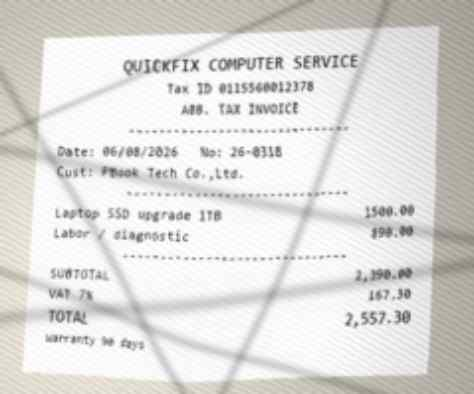 QUICKFIX COMPUTER SERVICE
Tax ID 0115560012378
ABB. TAX INVOICE
Date: 06/08/2026 No: 26-0318
Cust: Tech Co.,Ltd.
Laptop SSD upgrade 1TB 1500.00
Labor / diagnostic 890.00
SUBTOTAL 2,390.00
VAT 7% 167.30
TOTAL 2,557.30
Warranty 90 days